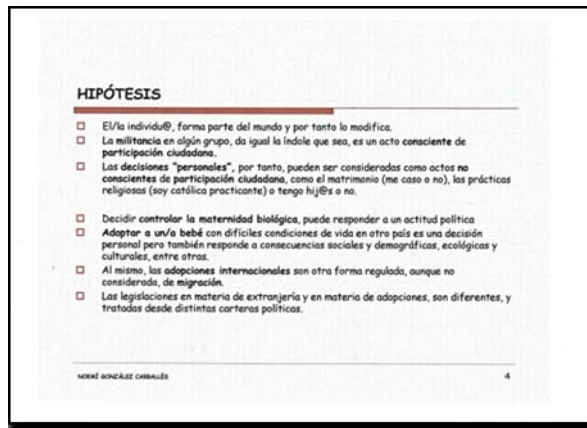 HIPÓTESIS
El/la individu@, forma parte del mundo y por tanto lo modifica.
La militancia en algún grupo, da igual la índole que sea, es un acto consciente de
participación ciudadana.
Las decisiones "personales", por tanto, pueden ser consideradas como actos no
conscientes de participación ciudadana, como el matrimonio (me caso o no), las prácticas
religiosas (soy católica practicante) o tengo hij@s o no.
Decidir controlar la maternidad biológica, puede responder a un actitud política
Adoptar a un/a bebé con difíciles condiciones de vida en otro país es una decisión
personal pero también responde a consecuencias sociales y demográficas, ecológicas y
culturales, entre otras.
Al mismo, las adopciones internacionales son otra forma regulada, aunque no
considerada, de migración.
Las legislaciones en materia de extranjería y en materia de adopciones, son diferentes, y
tratadas desde distintas carteras políticas.
NOEMÍ GONZÁLEZ CARBALLÉS
4